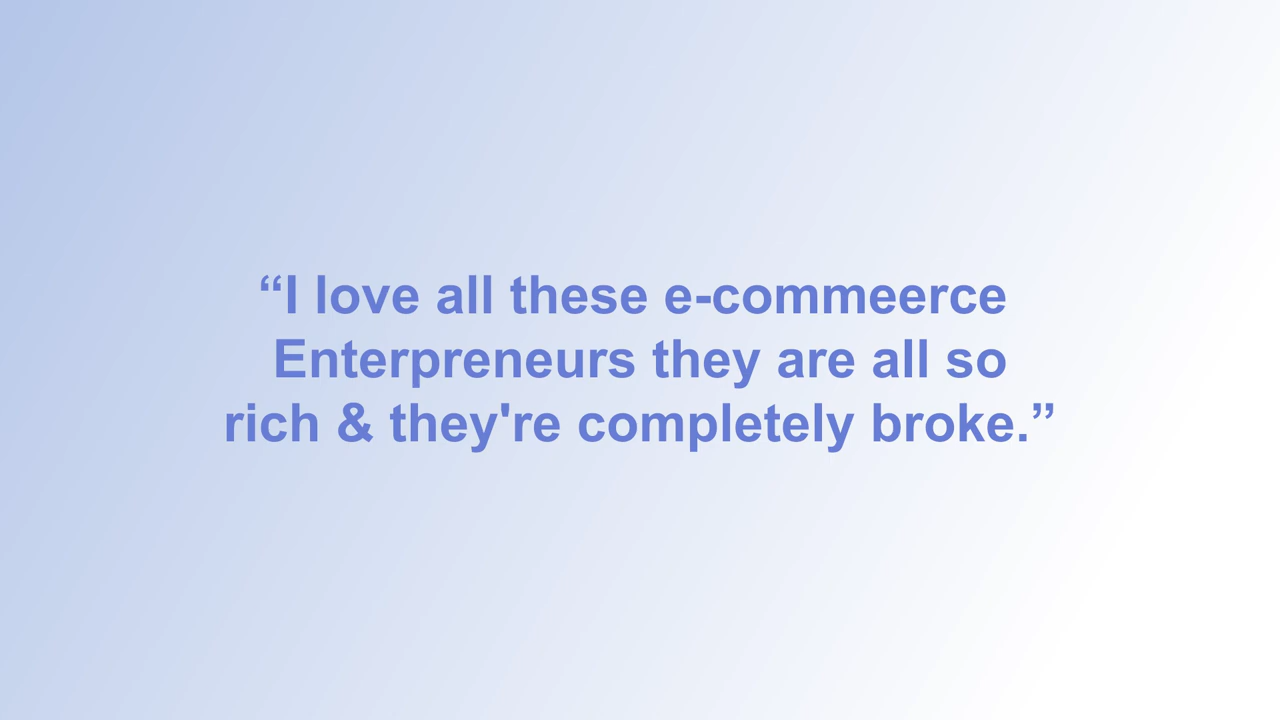 “I love all these e-commeerce
Enterpreneurs they are all so
rich & they're completely broke.”